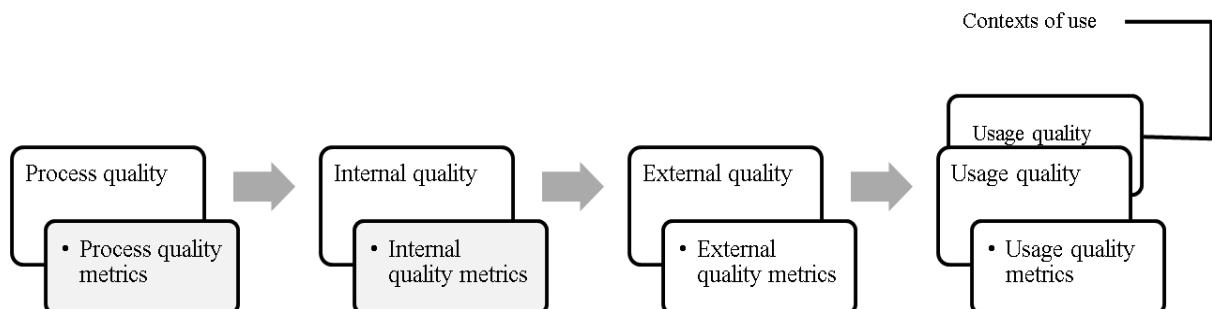 Contexts of use
Usage quality
Process quality
Internal quality
External quality
Usage quality
• Process quality
metrics
• Internal
quality metrics
• External
quality metrics
• Usage quality
metrics